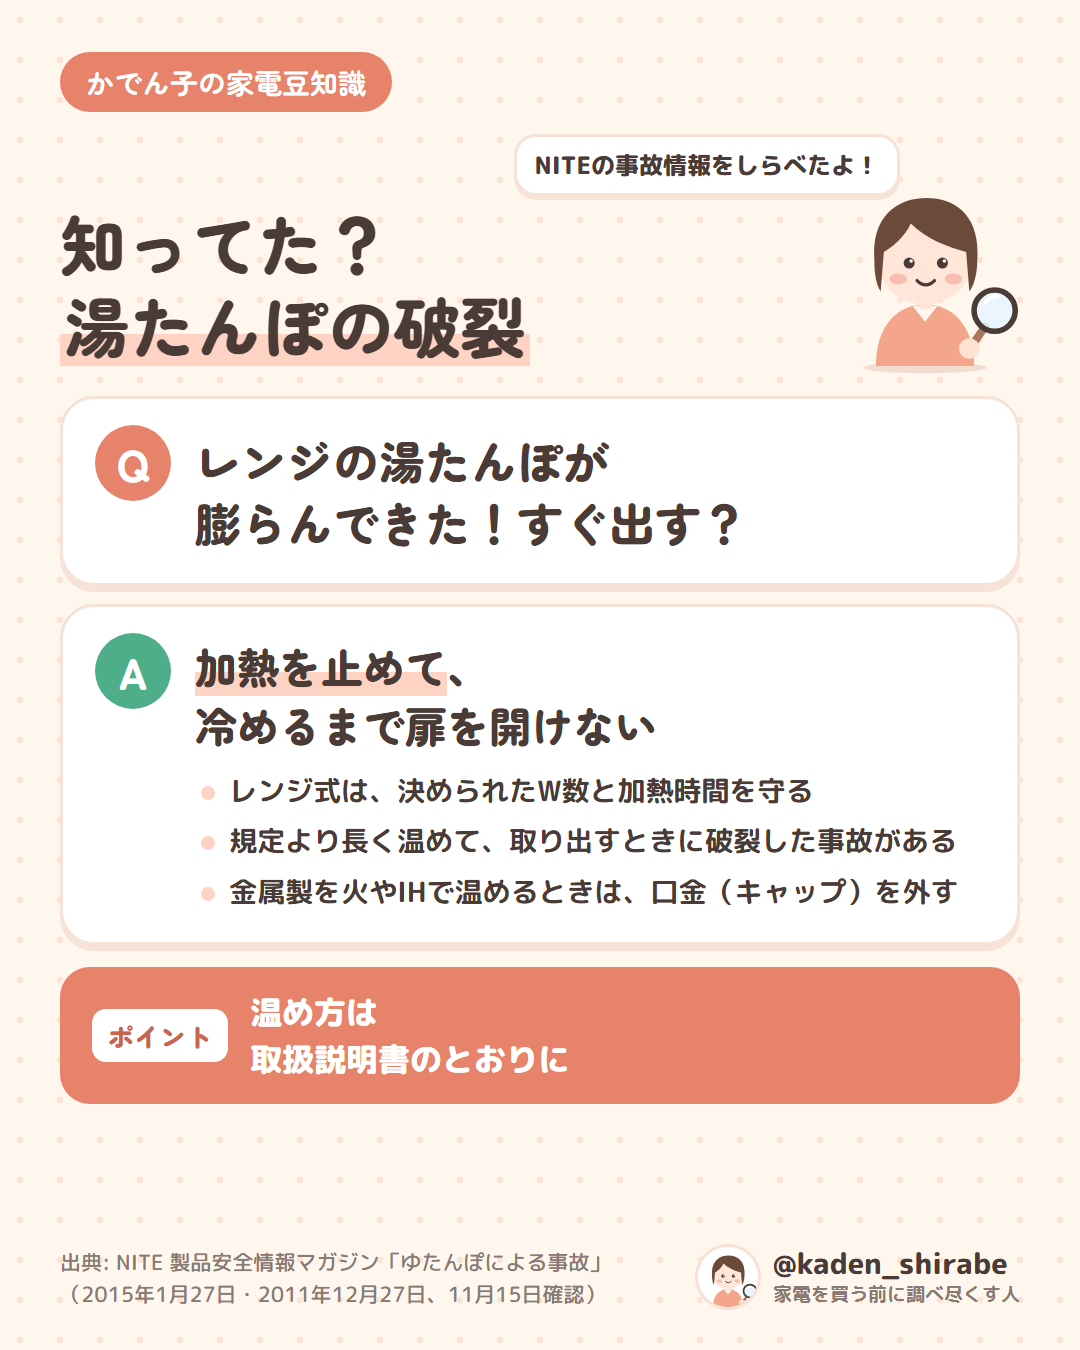 かでん子の家電豆知識
NITEの事故情報をしらべたよ！
知ってた？
湯たんぽの破裂
Q
レンジの湯たんぽが
膨らんできた！すぐ出す？
A
加熱を止めて、
冷めるまで扉を開けない
レンジ式は、決められたW数と加熱時間を守る
規定より長く温めて、取り出すときに破裂した事故がある
金属製を火やIHで温めるときは、口金（キャップ）を外す
ポイント
温め方は
取扱説明書のとおりに
出典: NITE 製品安全情報マガジン「ゆたんぽによる事故」
（2015年1月27日・2011年12月27日、11月15日確認）
@kaden_shirabe
家電を買う前に調べ尽くす人